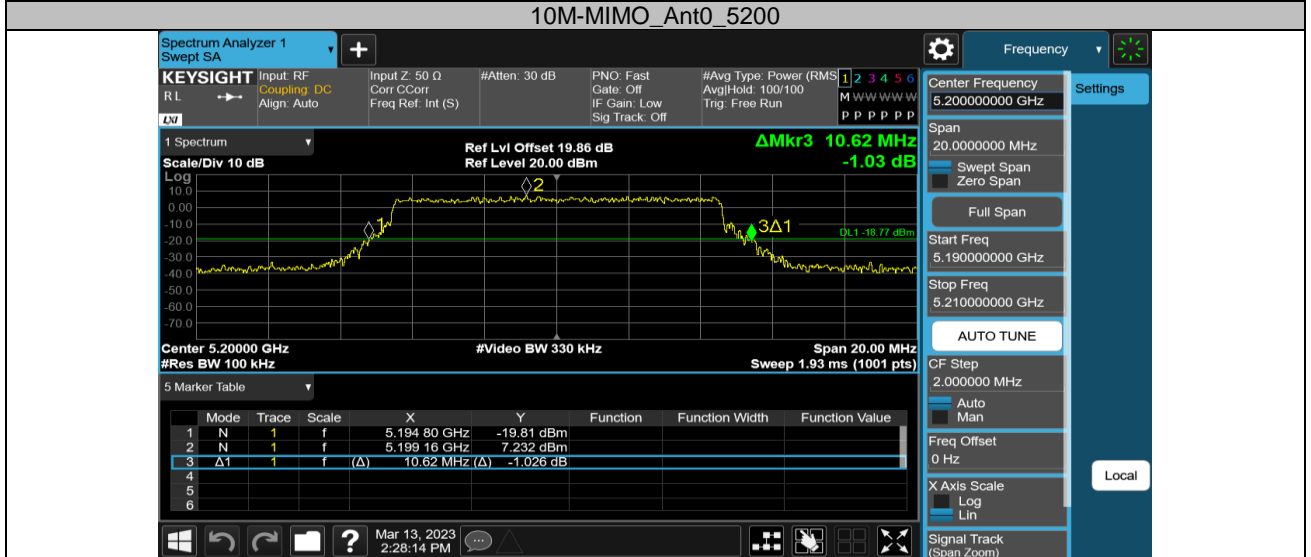 10M-MIMO_Ant0_5200
Spectrum Analyzer 1
Swept SA
+
Frequency
KEYSIGHT
RL
LXI
Input: RF
Coupling: DC
Align: Auto
Input Z: 50 Ω
Corr CCorr
Freq Ref: Int (S)
#Atten: 30 dB
PNO: Fast
Gate: Off
IF Gain: Low
Sig Track: Off
#Avg Type: Power (RMS
Avg|Hold: 100/100
Trig: Free Run
1 2 3 4 5 6
M W W W W W
P P P P P P
1 Spectrum
Scale/Div 10 dB
Ref Lvl Offset 19.86 dB
Ref Level 20.00 dBm
ΔMkr3 10.62 MHz
-1.03 dB
Log
10.0
0.00
-10.0
-20.0
-30.0
-40.0
-50.0
-60.0
-70.0
1
2
3Δ1
DL1 -18.77 dBm
Center 5.20000 GHz
#Video BW 330 kHz
Span 20.00 MHz
#Res BW 100 kHz
Sweep 1.93 ms (1001 pts)
5 Marker Table
Mode Trace Scale X Y Function Function Width Function Value
1 N 1 f 5.194 80 GHz -19.81 dBm
2 N 1 f 5.199 16 GHz 7.232 dBm
3 Δ1 1 f (Δ) 10.62 MHz (Δ) -1.026 dB
4
5
6
Mar 13, 2023
2:28:14 PM
?
Center Frequency
5.200000000 GHz
Settings
Span
20.0000000 MHz
Swept Span
Zero Span
Full Span
Start Freq
5.190000000 GHz
Stop Freq
5.210000000 GHz
AUTO TUNE
CF Step
2.000000 MHz
Auto
Man
Freq Offset
0 Hz
X Axis Scale
Log
Lin
Local
Signal Track
(Span Zoom)